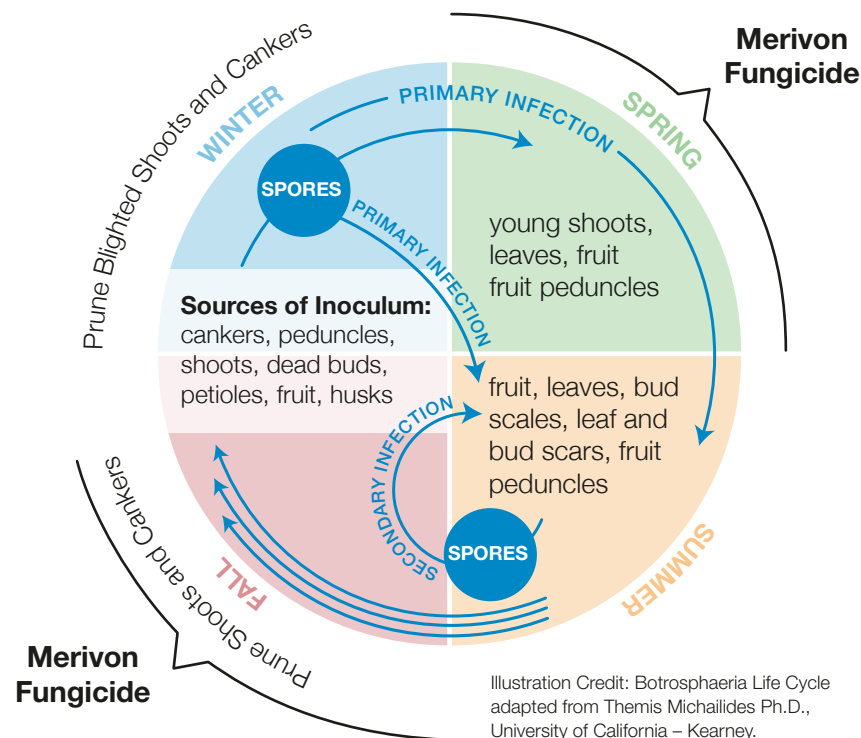 Merivon
Fungicide
Prune Blighted Shoots and Cankers
WINTER
PRIMARY INFECTION
SPRING
SPORES
PRIMARY INFECTION
young shoots,
leaves, fruit
fruit peduncles
Sources of Inoculum:
cankers, peduncles,
shoots, dead buds,
petioles, fruit, husks
fruit, leaves, bud
scales, leaf and
bud scars, fruit
peduncles
SECONDARY INFECTION
SPORES
SUMMER
FALL
Prune Shoots and Cankers
Merivon
Fungicide
Illustration Credit: Botrosphaeria Life Cycle
adapted from Themis Michailides Ph.D.,
University of California – Kearney.